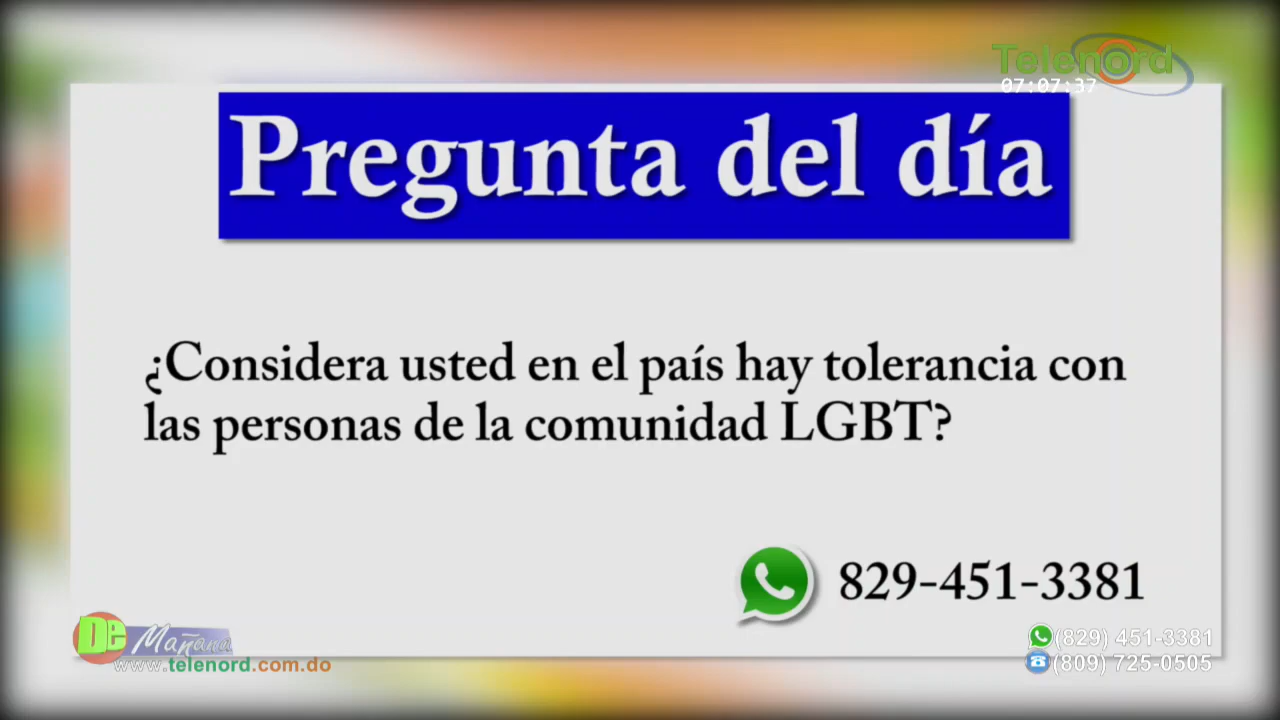 Telenord
07:07:37
Pregunta del día
¿Considera usted en el país hay tolerancia con
las personas de la comunidad LGBT?
829-451-3381
De Mañana
www.telenord.com.do
(829) 451-3381
(809) 725-0505